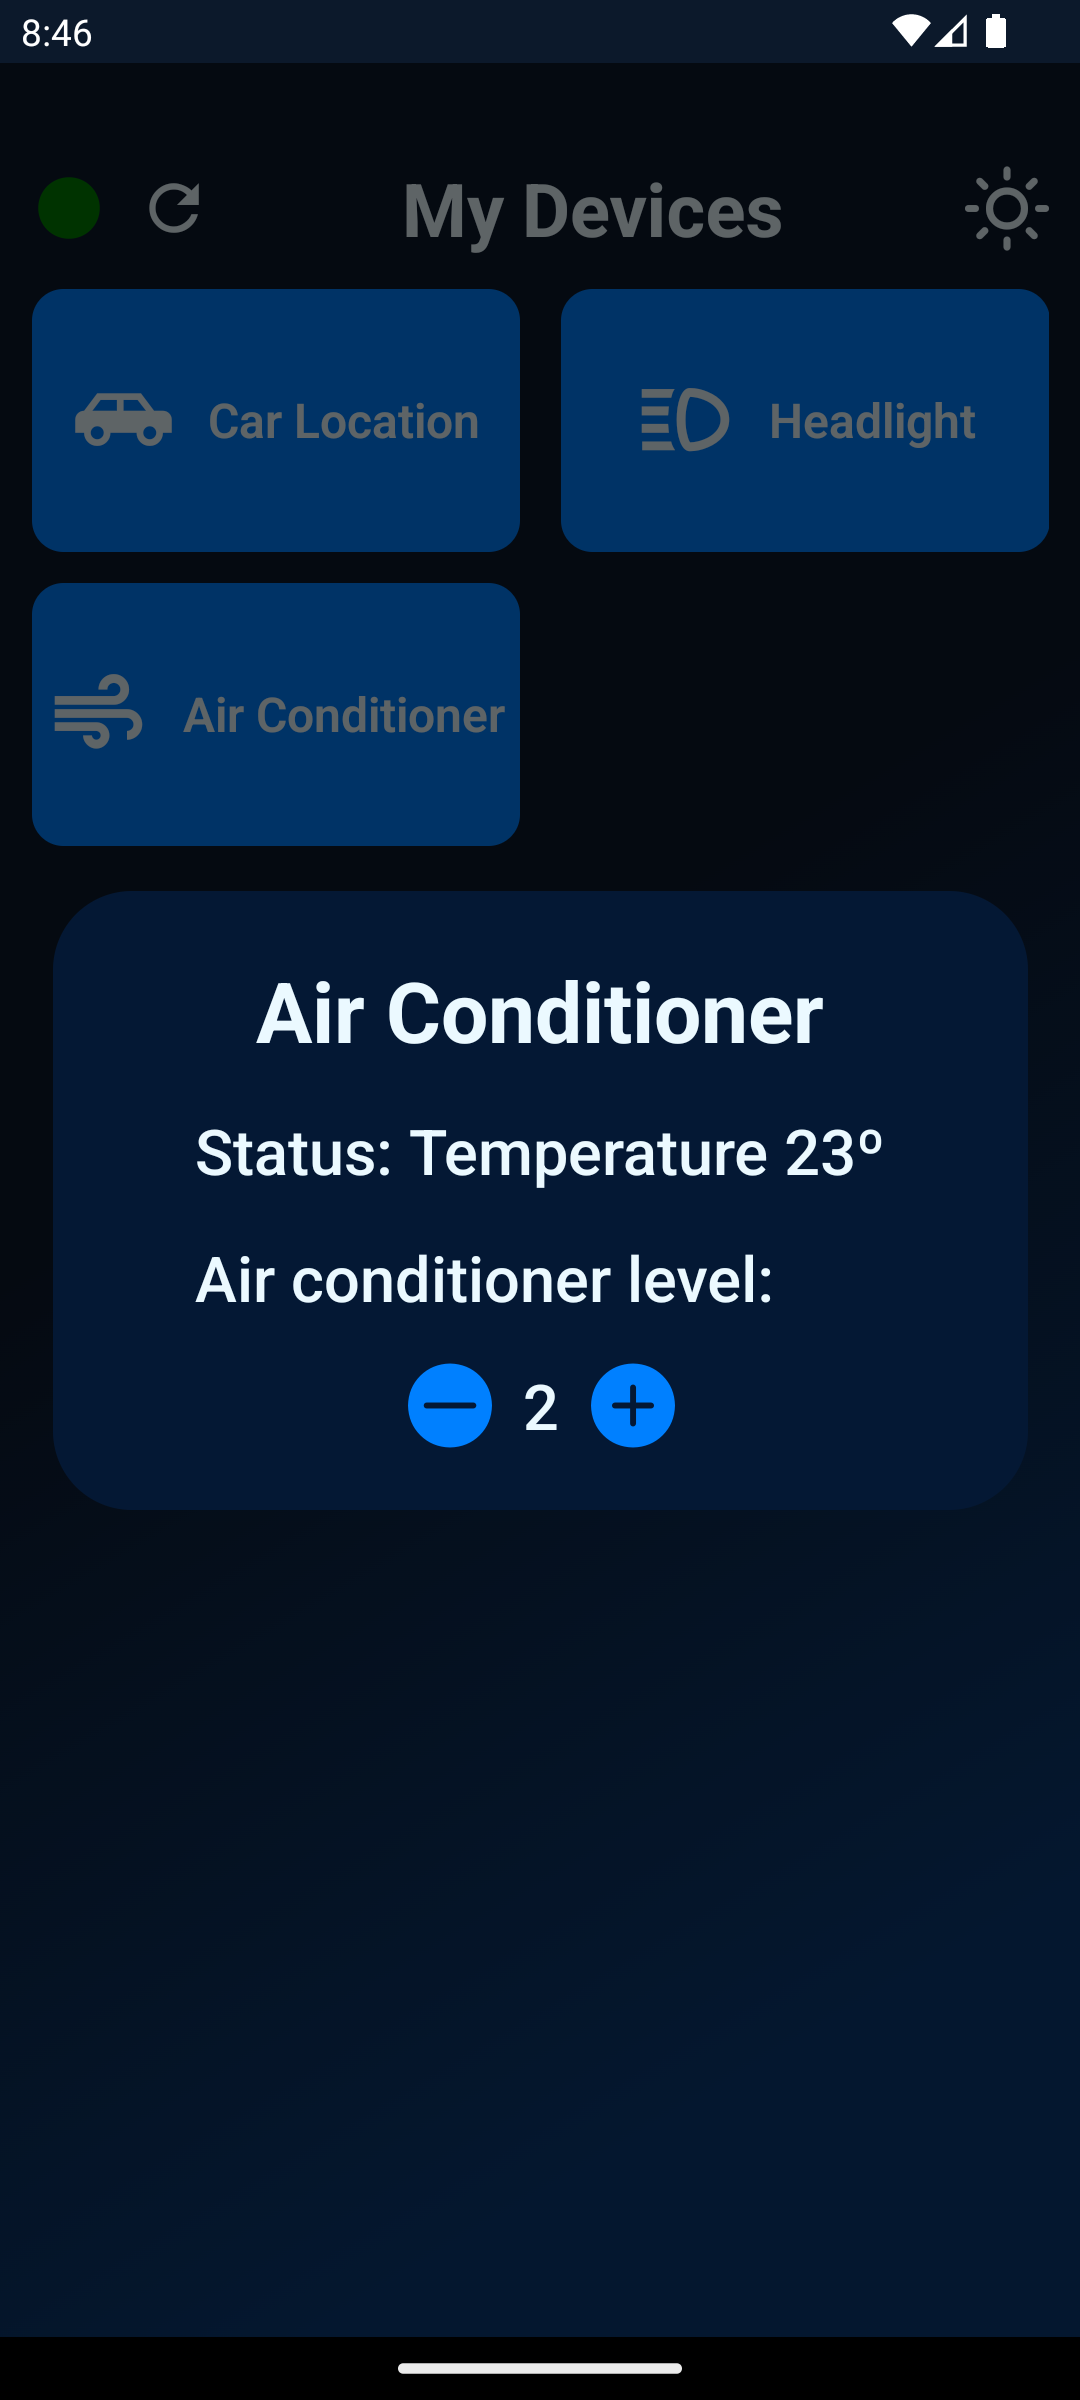 8:46
My Devices
Car Location
Headlight
Air Conditioner
Air Conditioner
Status: Temperature 23º
Air conditioner level:
2